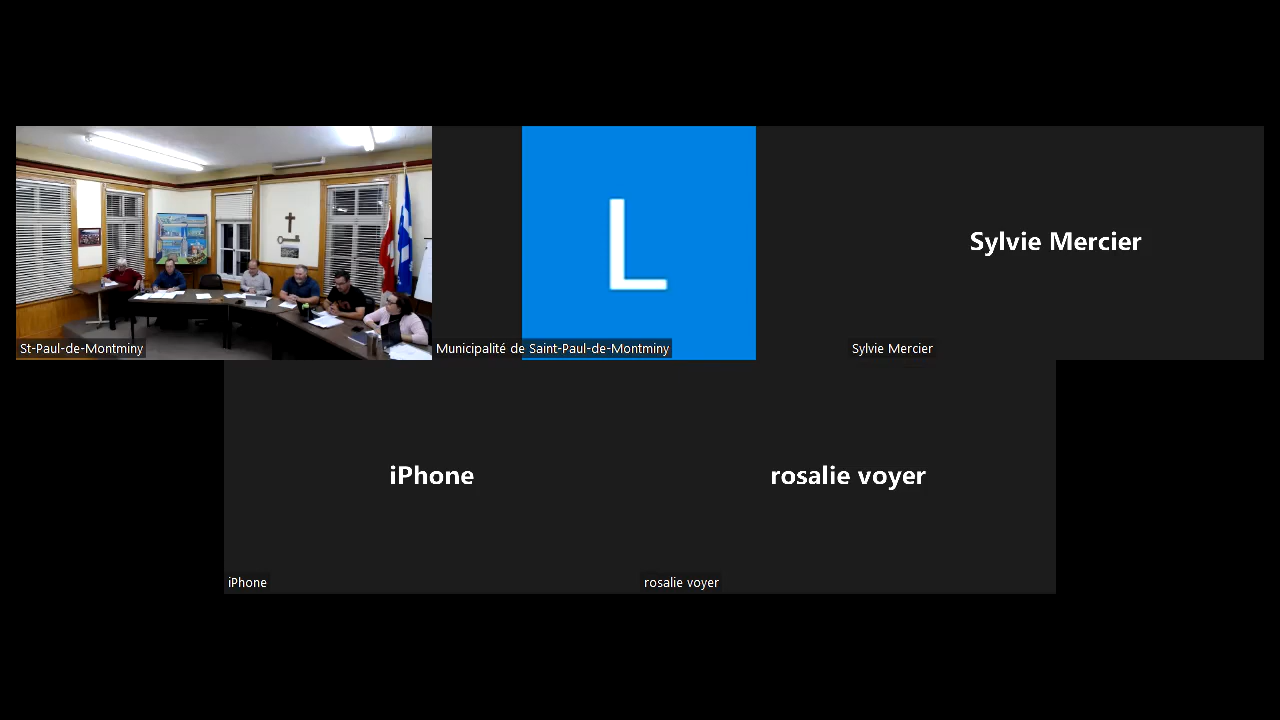 L
Sylvie Mercier
St-Paul-de-Montminy
Municipalité de Saint-Paul-de-Montminy
Sylvie Mercier
iPhone
rosalie voyer
iPhone
rosalie voyer